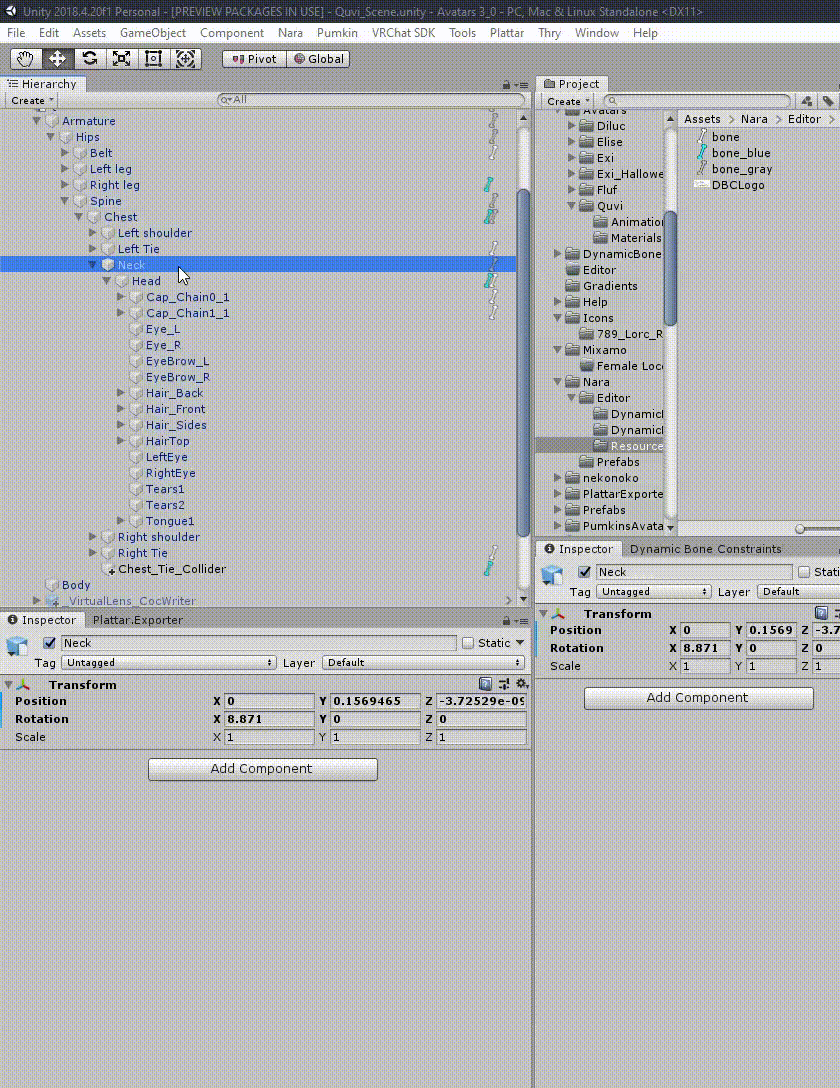 Unity 2018.4.20f1 Personal - [PREVIEW PACKAGES IN USE] - Quvi_Scene.unity - Avatars 3_0 - PC, Mac & Linux Standalone <DX11>
File Edit Assets GameObject Component Nara Pumkin VRChat SDK Tools Plattar Thry Window Help
Pivot Global
Hierarchy
Create All
Armature
Hips
Belt
Left leg
Right leg
Spine
Chest
Left shoulder
Left Tie
Neck
Head
Cap_Chain0_1
Cap_Chain1_1
Eye_L
Eye_R
EyeBrow_L
EyeBrow_R
Hair_Back
Hair_Front
Hair_Sides
HairTop
LeftEye
RightEye
Tears1
Tears2
Tongue1
Right shoulder
Right Tie
Chest_Tie_Collider
Body
_VirtualLens_CocWriter
Project
Create
Avatars
Diluc
Elise
Exi
Exi_Hallowe
Fluf
Quvi
Animatio
Materials
DynamicBone
Editor
Gradients
Help
Icons
789_Lorc_R
Mixamo
Female Loc
Nara
Editor
DynamicI
DynamicI
Resource
Prefabs
nekonoko
PlattarExporte
Prefabs
PumkinsAvata
Assets > Nara > Editor >
bone
bone_blue
bone_gray
DBCLogo
Inspector Plattar.Exporter
Neck Static
Tag Untagged Layer Default
Transform
Position X 0 Y 0.1569465 Z -3.72529e-09
Rotation X 8.871 Y 0 Z 0
Scale X 1 Y 1 Z 1
Add Component
Inspector Dynamic Bone Constraints
Neck Stati
Tag Untagged Layer Default
Transform
Position X 0 Y 0.1569 Z -3.7
Rotation X 8.871 Y 0 Z 0
Scale X 1 Y 1 Z 1
Add Component